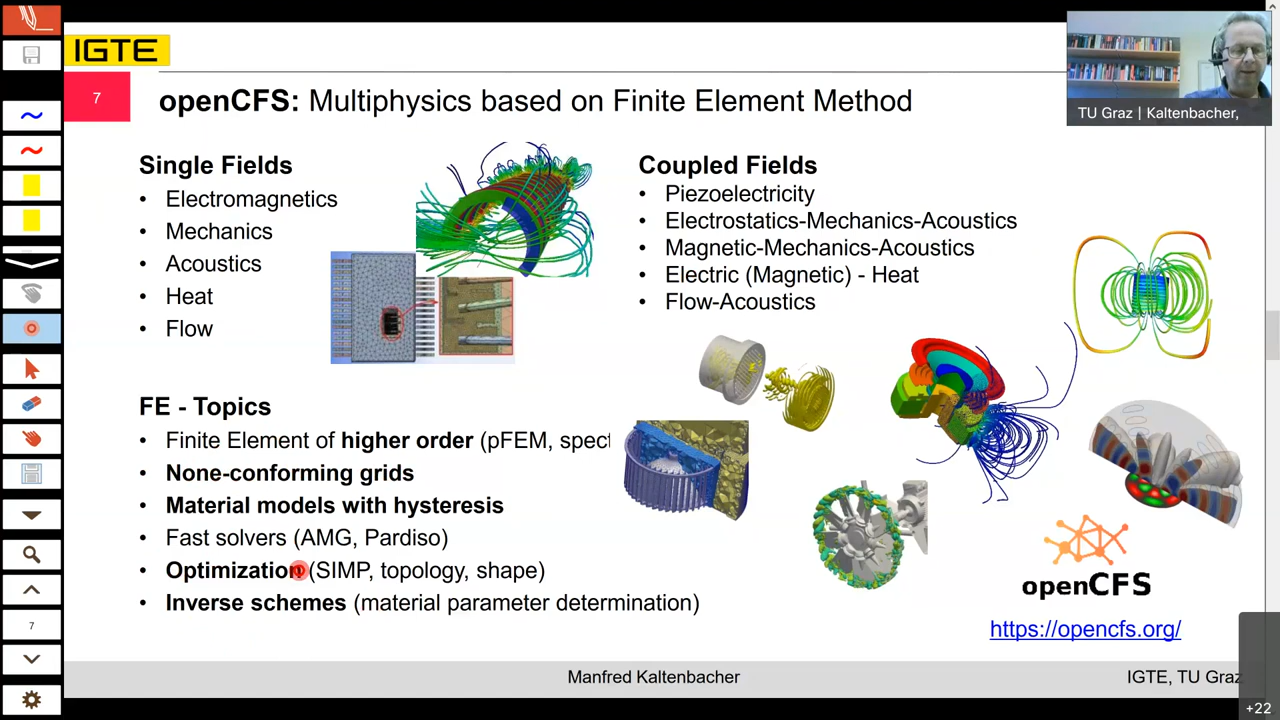 IGTE
TU Graz | Kaltenbacher,
7
openCFS: Multiphysics based on Finite Element Method
Single Fields
• Electromagnetics
• Mechanics
• Acoustics
• Heat
• Flow
Coupled Fields
• Piezoelectricity
• Electrostatics-Mechanics-Acoustics
• Magnetic-Mechanics-Acoustics
• Electric (Magnetic) - Heat
• Flow-Acoustics
FE - Topics
• Finite Element of higher order (pFEM, spect
• None-conforming grids
• Material models with hysteresis
• Fast solvers (AMG, Pardiso)
• Optimization (SIMP, topology, shape)
• Inverse schemes (material parameter determination)
openCFS
https://opencfs.org/
7
Manfred Kaltenbacher
IGTE, TU Graz
+22